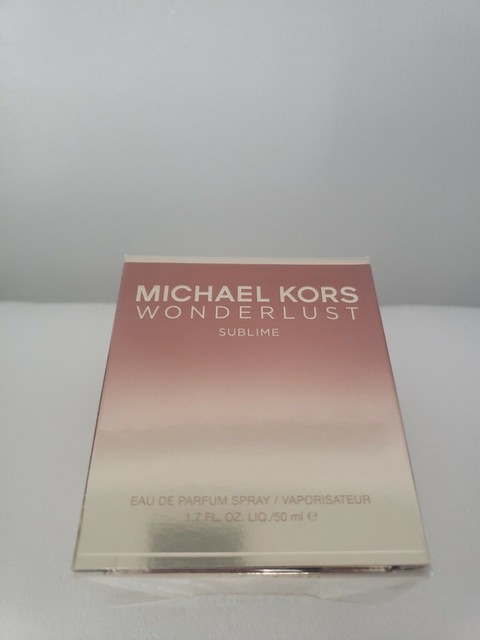 MICHAEL KORS
WONDERLUST
SUBLIME
EAU DE PARFUM SPRAY / VAPORISATEUR
1.7 FL. OZ. LIQ./50 ml ℮